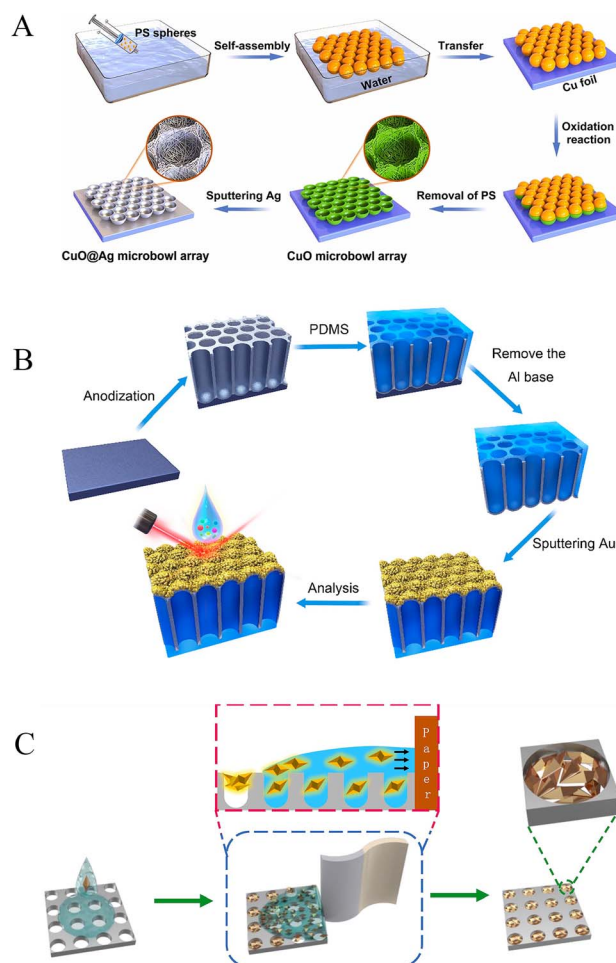 A
PS spheres
Self-assembly
Water
Transfer
Cu foil
Oxidation
reaction
Removal of PS
CuO microbowl array
Sputtering Ag
CuO@Ag microbowl array
B
Anodization
PDMS
Remove the
Al base
Sputtering Au
Analysis
C
Paper